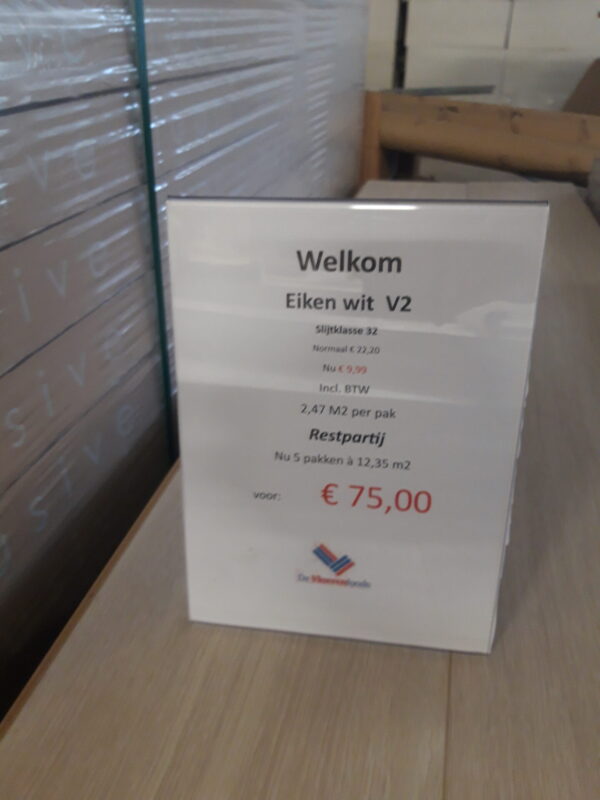 Welkom
Eiken wit V2
Slijtklasse 32
Normaal € 22,20
Nu € 9,99
Incl. BTW
2,47 M2 per pak
Restpartij
Nu 5 pakken à 12,35 m2
voor: € 75,00
De